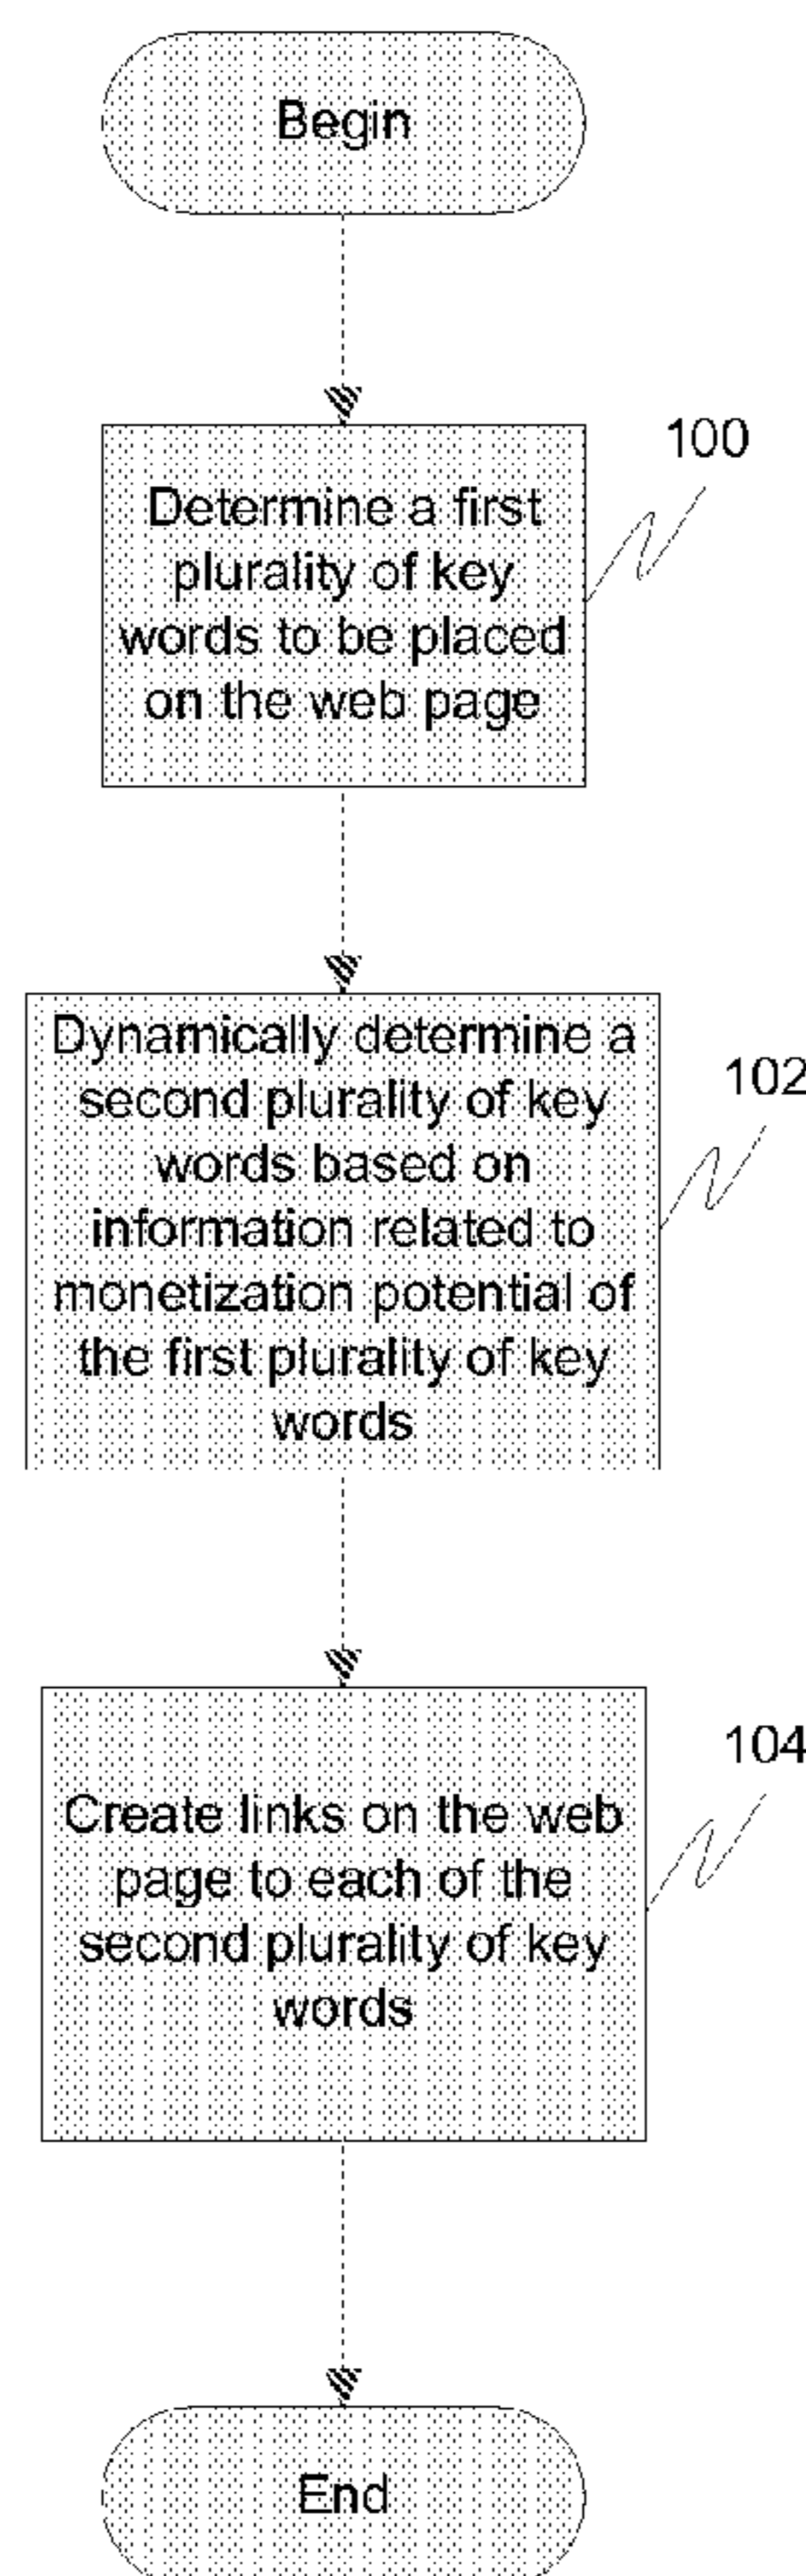 Begin
100
Determine a first
plurality of key
words to be placed
on the web page
102
Dynamically determine a
second plurality of key
words based on
information related to
monetization potential of
the first plurality of key
words
104
Create links on the web
page to each of the
second plurality of key
words
End